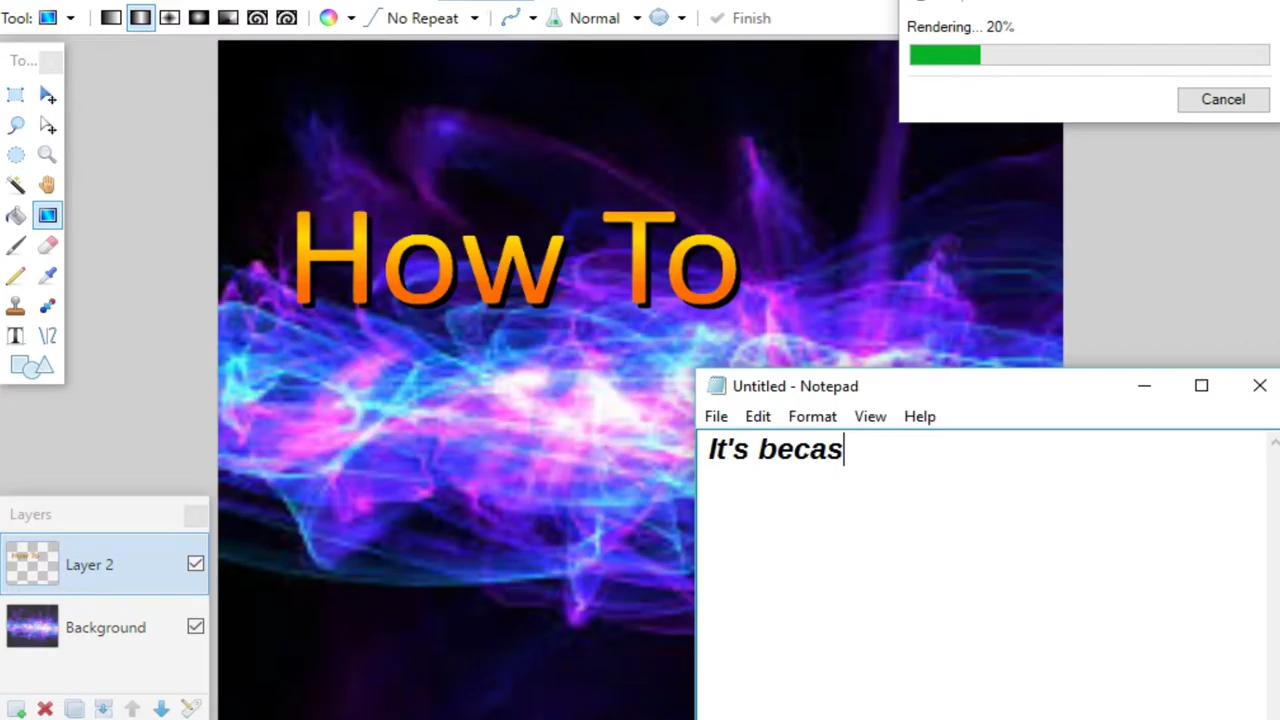 Tool:
No Repeat
Normal
Finish
Rendering... 20%
Cancel
To...
How To
Untitled - Notepad
File Edit Format View Help
It's becas
Layers
Layer 2
Background